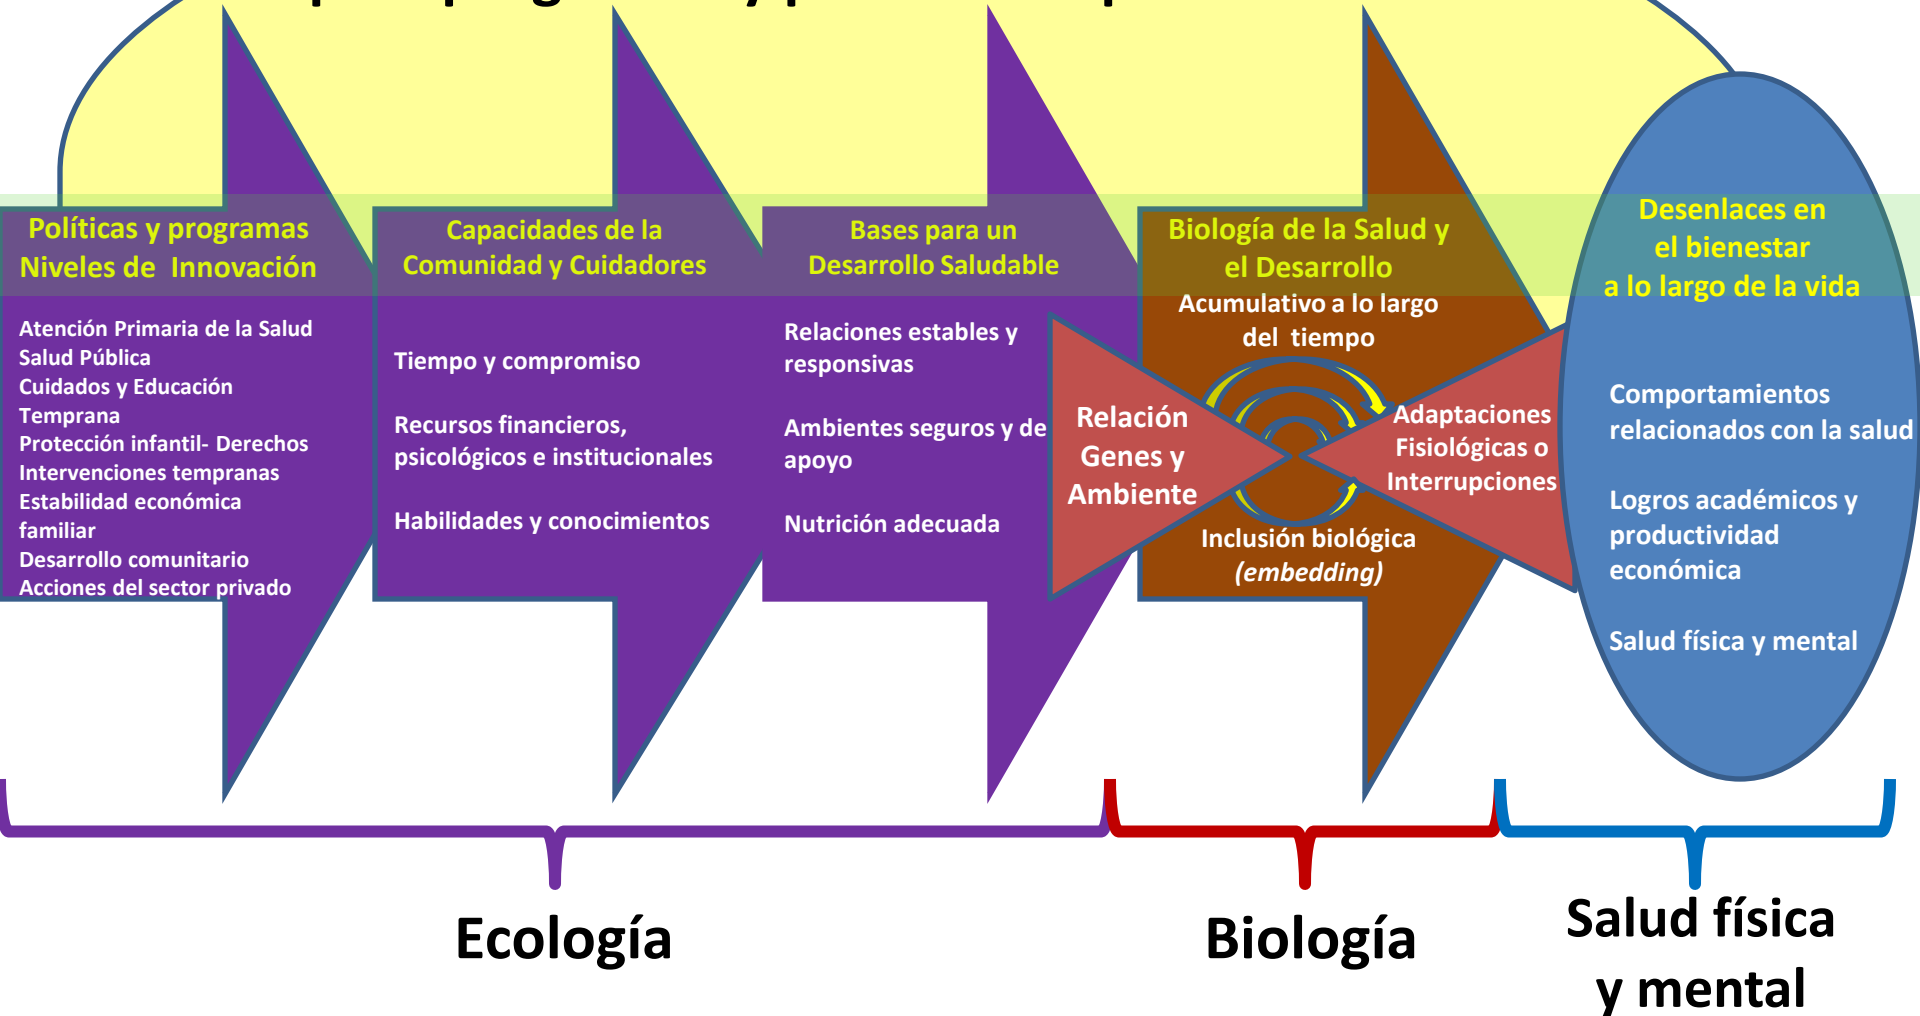 Políticas y programas
Niveles de Innovación
Atención Primaria de la Salud
Salud Pública
Cuidados y Educación
Temprana
Protección infantil- Derechos
Intervenciones tempranas
Estabilidad económica
familiar
Desarrollo comunitario
Acciones del sector privado
Capacidades de la
Comunidad y Cuidadores
Tiempo y compromiso
Recursos financieros,
psicológicos e institucionales
Habilidades y conocimientos
Bases para un
Desarrollo Saludable
Relaciones estables y
responsivas
Ambientes seguros y de
apoyo
Nutrición adecuada
Relación
Genes y
Ambiente
Biología de la Salud y
el Desarrollo
Acumulativo a lo largo
del tiempo
Inclusión biológica
(embedding)
Adaptaciones
Fisiológicas o
Interrupciones
Desenlaces en
el bienestar
a lo largo de la vida
Comportamientos
relacionados con la salud
Logros académicos y
productividad
económica
Salud física y mental
Ecología
Biología
Salud física
y mental